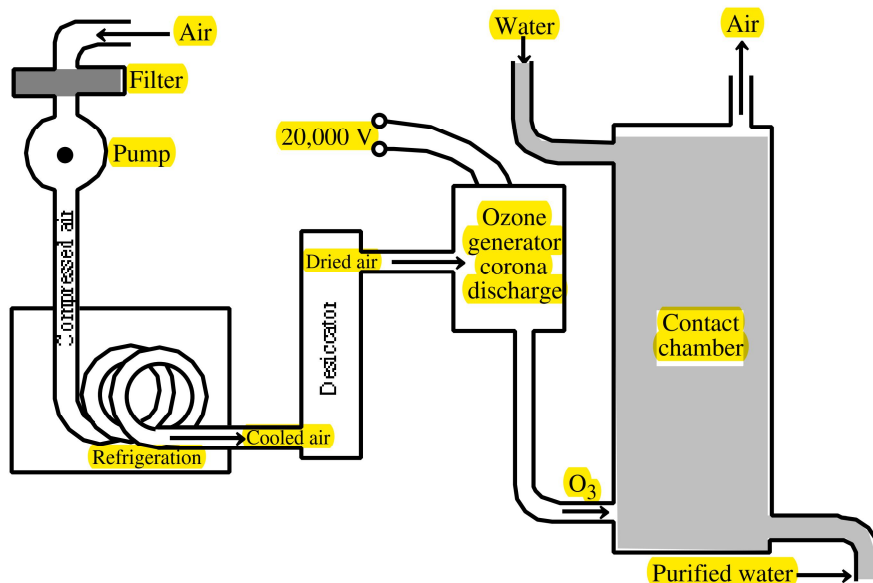 Air
Filter
Pump
Compressed air
Refrigeration
Cooled air
Desiccator
Dried air
20,000 V
Ozone
generator
corona
discharge
Water
Air
Contact
chamber
O3
Purified water